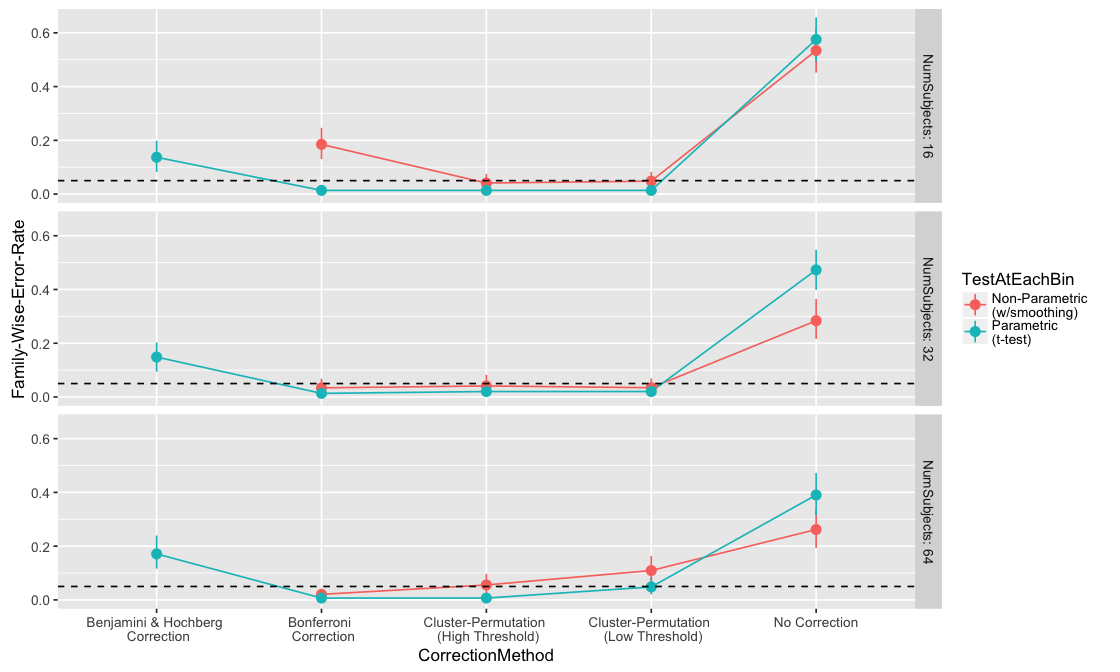 0.6
0.4
0.2
0.0
NumSubjects: 16
0.6
0.4
0.2
0.0
NumSubjects: 32
0.6
0.4
0.2
0.0
NumSubjects: 64
Family-Wise-Error-Rate
Benjamini & Hochberg
Correction
Bonferroni
Correction
Cluster-Permutation
(High Threshold)
Cluster-Permutation
(Low Threshold)
No Correction
CorrectionMethod
TestAtEachBin
Non-Parametric
(w/smoothing)
Parametric
(t-test)